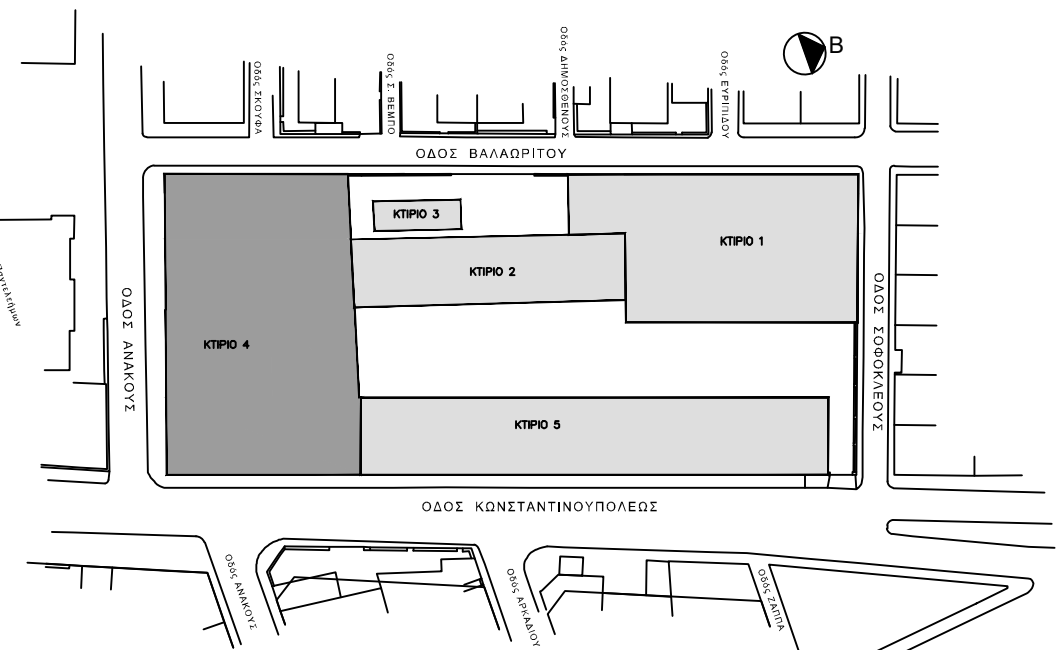 Οδός ΣΚΟΥΦΑ
Οδός Σ. ΒΕΜΠΟ
Οδός ΔΗΜΟΣΘΕΝΟΥΣ
Οδός ΕΥΡΙΠΙΔΟΥ
Β
ΟΔΟΣ ΒΑΛΑΩΡΙΤΟΥ
ΚΤΙΡΙΟ 3
ΚΤΙΡΙΟ 1
ΚΤΙΡΙΟ 2
Παντελεήμων
ΟΔΟΣ ΑΝΑΚΟΥΣ
ΚΤΙΡΙΟ 4
ΟΔΟΣ ΣΟΦΟΚΛΕΟΥΣ
ΚΤΙΡΙΟ 5
ΟΔΟΣ ΚΩΝΣΤΑΝΤΙΝΟΥΠΟΛΕΩΣ
Οδός ΑΝΑΚΟΥΣ
Οδός ΑΡΚΑΔΙΟΥ
Οδός ΖΑΠΠΑ